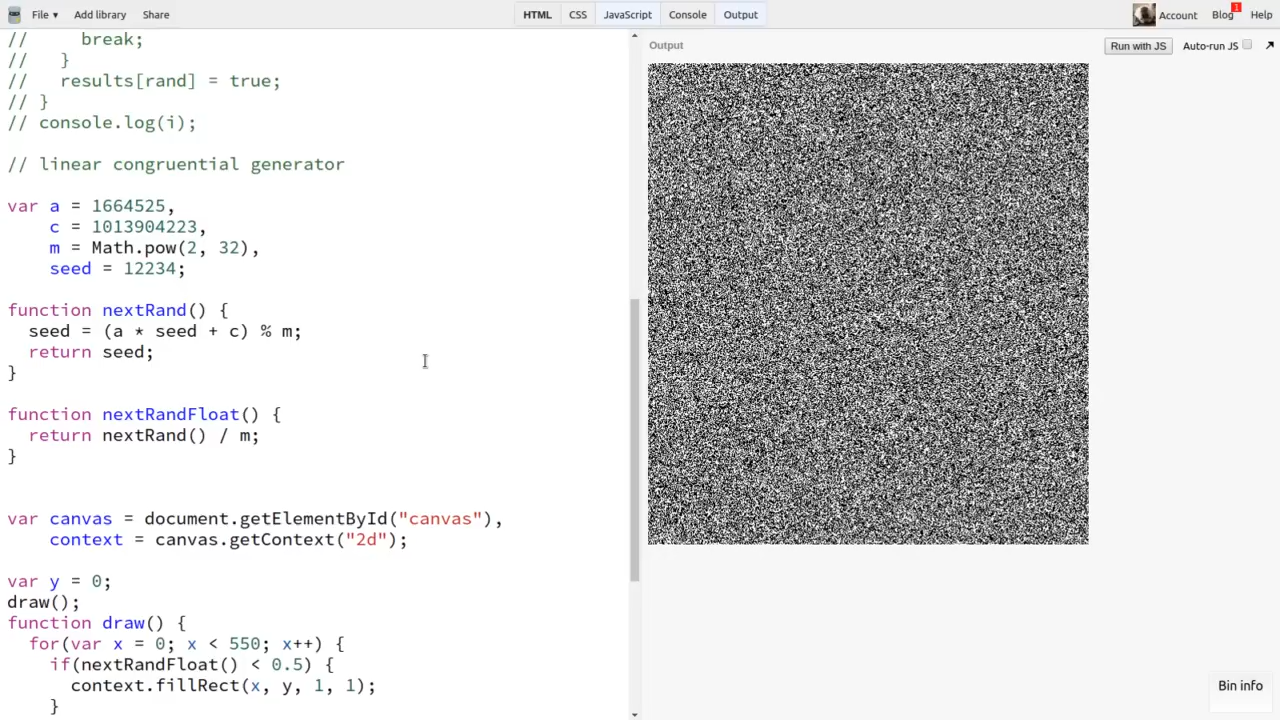 File ▾ Add library Share HTML CSS JavaScript Console Output Account Blog 1 Help
//     break;
//   }
//   results[rand] = true;
// }
// console.log(i);
// linear congruential generator
var a = 1664525,
    c = 1013904223,
    m = Math.pow(2, 32),
    seed = 12234;
function nextRand() {
  seed = (a * seed + c) % m;
  return seed;
}
function nextRandFloat() {
  return nextRand() / m;
}
var canvas = document.getElementById("canvas"),
    context = canvas.getContext("2d");
var y = 0;
draw();
function draw() {
  for(var x = 0; x < 550; x++) {
    if(nextRandFloat() < 0.5) {
      context.fillRect(x, y, 1, 1);
    }
Output Run with JS Auto-run JS
Bin info